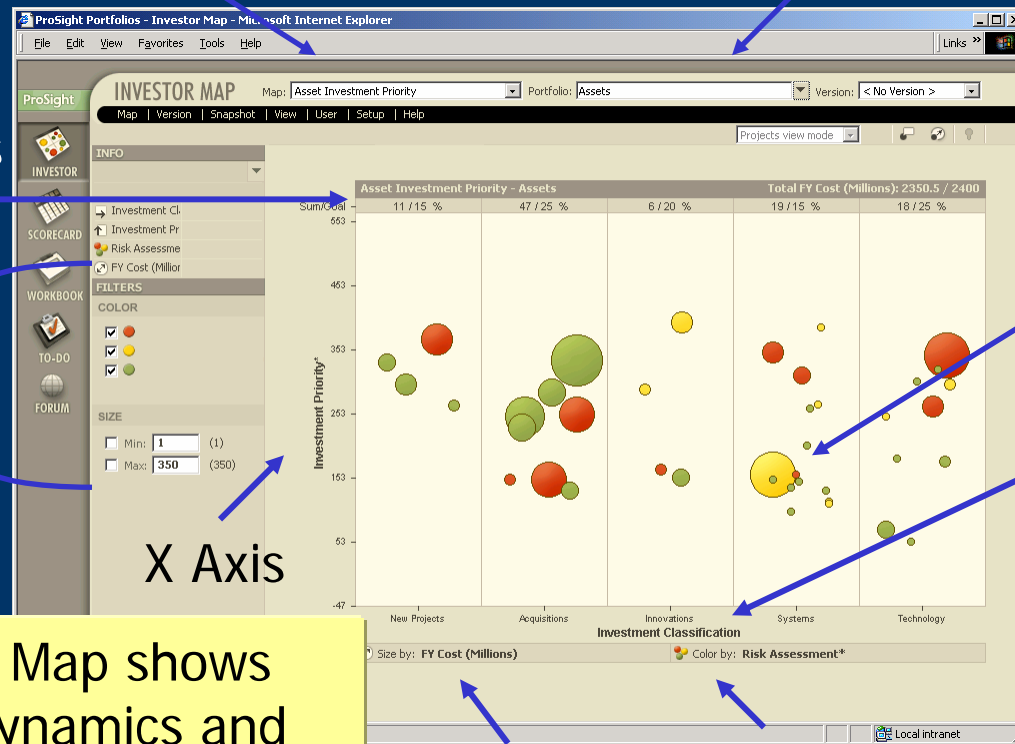 ProSight Portfolios - Investor Map - Microsoft Internet Explorer
File Edit View Favorites Tools Help
Links »
ProSight
INVESTOR MAP
Map: Asset Investment Priority
Portfolio: Assets
Version: < No Version >
Map | Version | Snapshot | View | User | Setup | Help
Projects view mode
INVESTOR
SCORECARD
WORKBOOK
TO-DO
FORUM
INFO
Investment Cl
Investment Pr
Risk Assessme
FY Cost (Millior
FILTERS
COLOR
SIZE
Min: 1 (1)
Max: 350 (350)
Asset Investment Priority - Assets
Total FY Cost (Millions): 2350.5 / 2400
Sum/Goal
11 / 15 %
47 / 25 %
6 / 20 %
19 / 15 %
18 / 25 %
653
463
353
253
153
53
-47
Investment Priority*
New Projects
Acquisitions
Innovations
Systems
Technology
Investment Classification
Size by: FY Cost (Millions)
Color by: Risk Assessment*
X Axis
Map shows
ynamics and
Local intranet